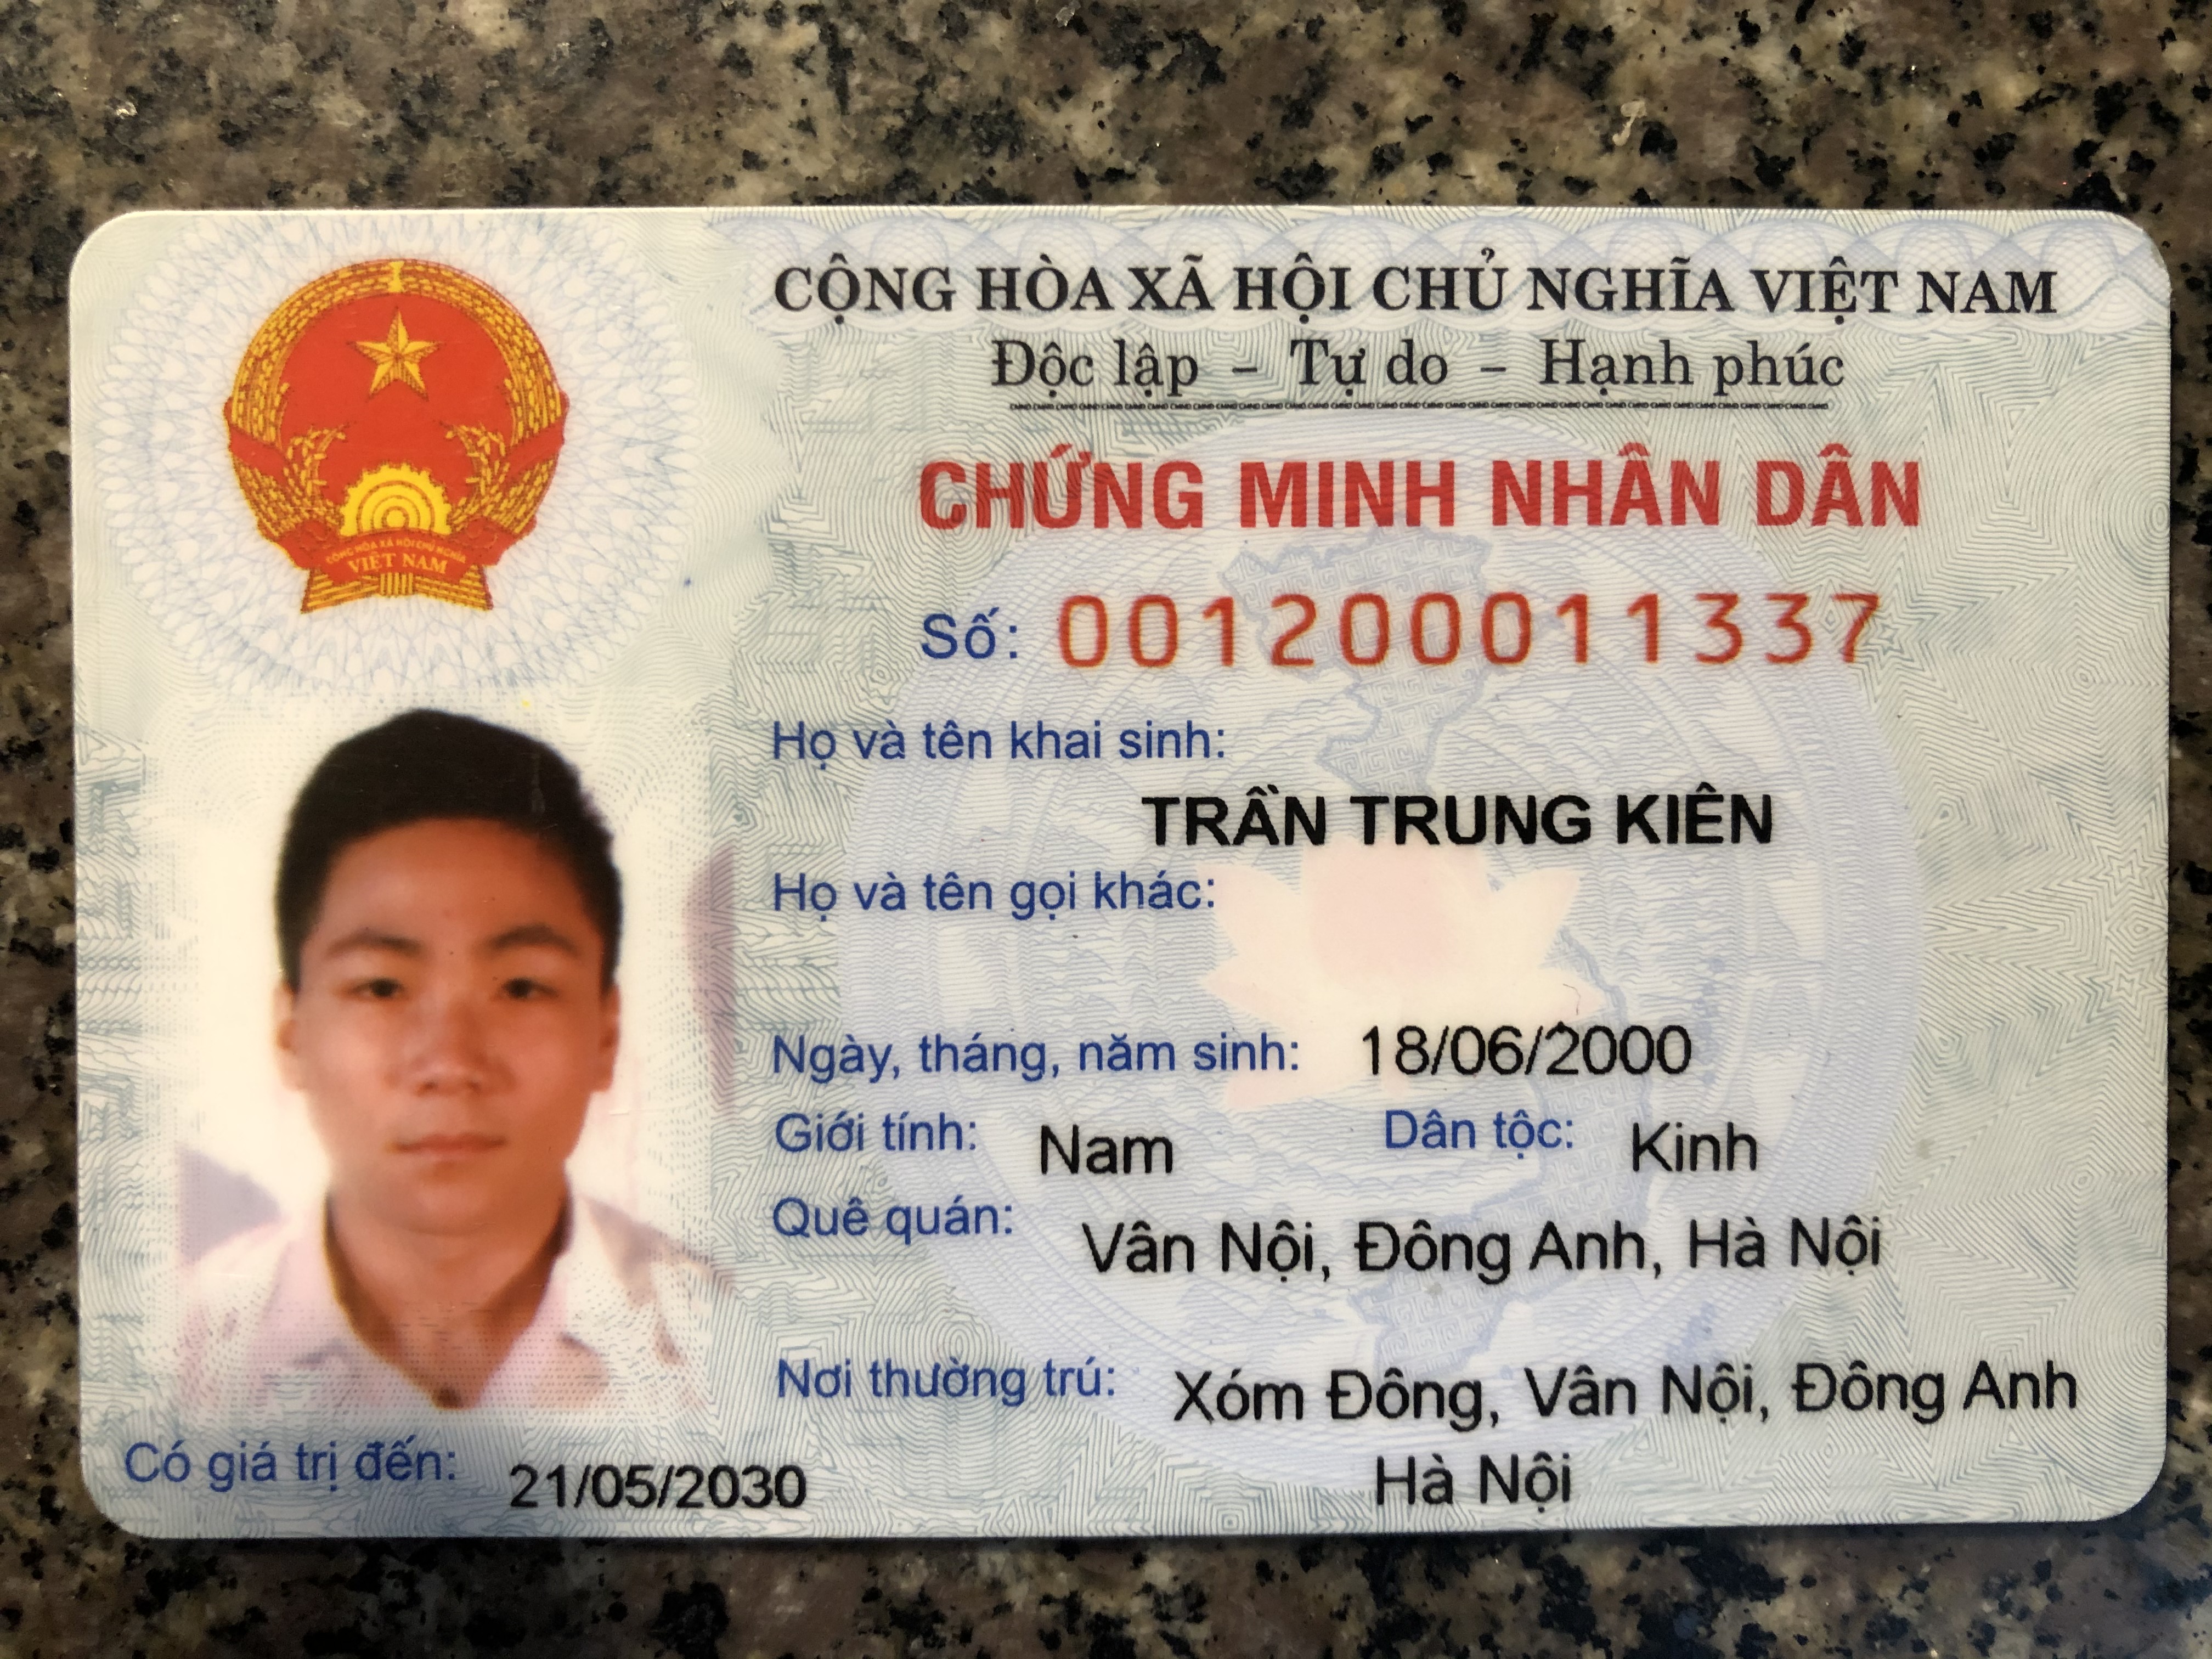 CỘNG HÒA XÃ HỘI CHỦ NGHĨA VIỆT NAM
Độc lập - Tự do - Hạnh phúc
CHỨNG MINH NHÂN DÂN
Số: 001200011337
Họ và tên khai sinh:
TRẦN TRUNG KIÊN
Họ và tên gọi khác:
Ngày, tháng, năm sinh: 18/06/2000
Giới tính: Nam Dân tộc: Kinh
Quê quán: Vân Nội, Đông Anh, Hà Nội
Nơi thường trú: Xóm Đông, Vân Nội, Đông Anh
Hà Nội
Có giá trị đến: 21/05/2030
CỘNG HÒA XÃ HỘI CHỦ NGHĨA
VIỆT NAM